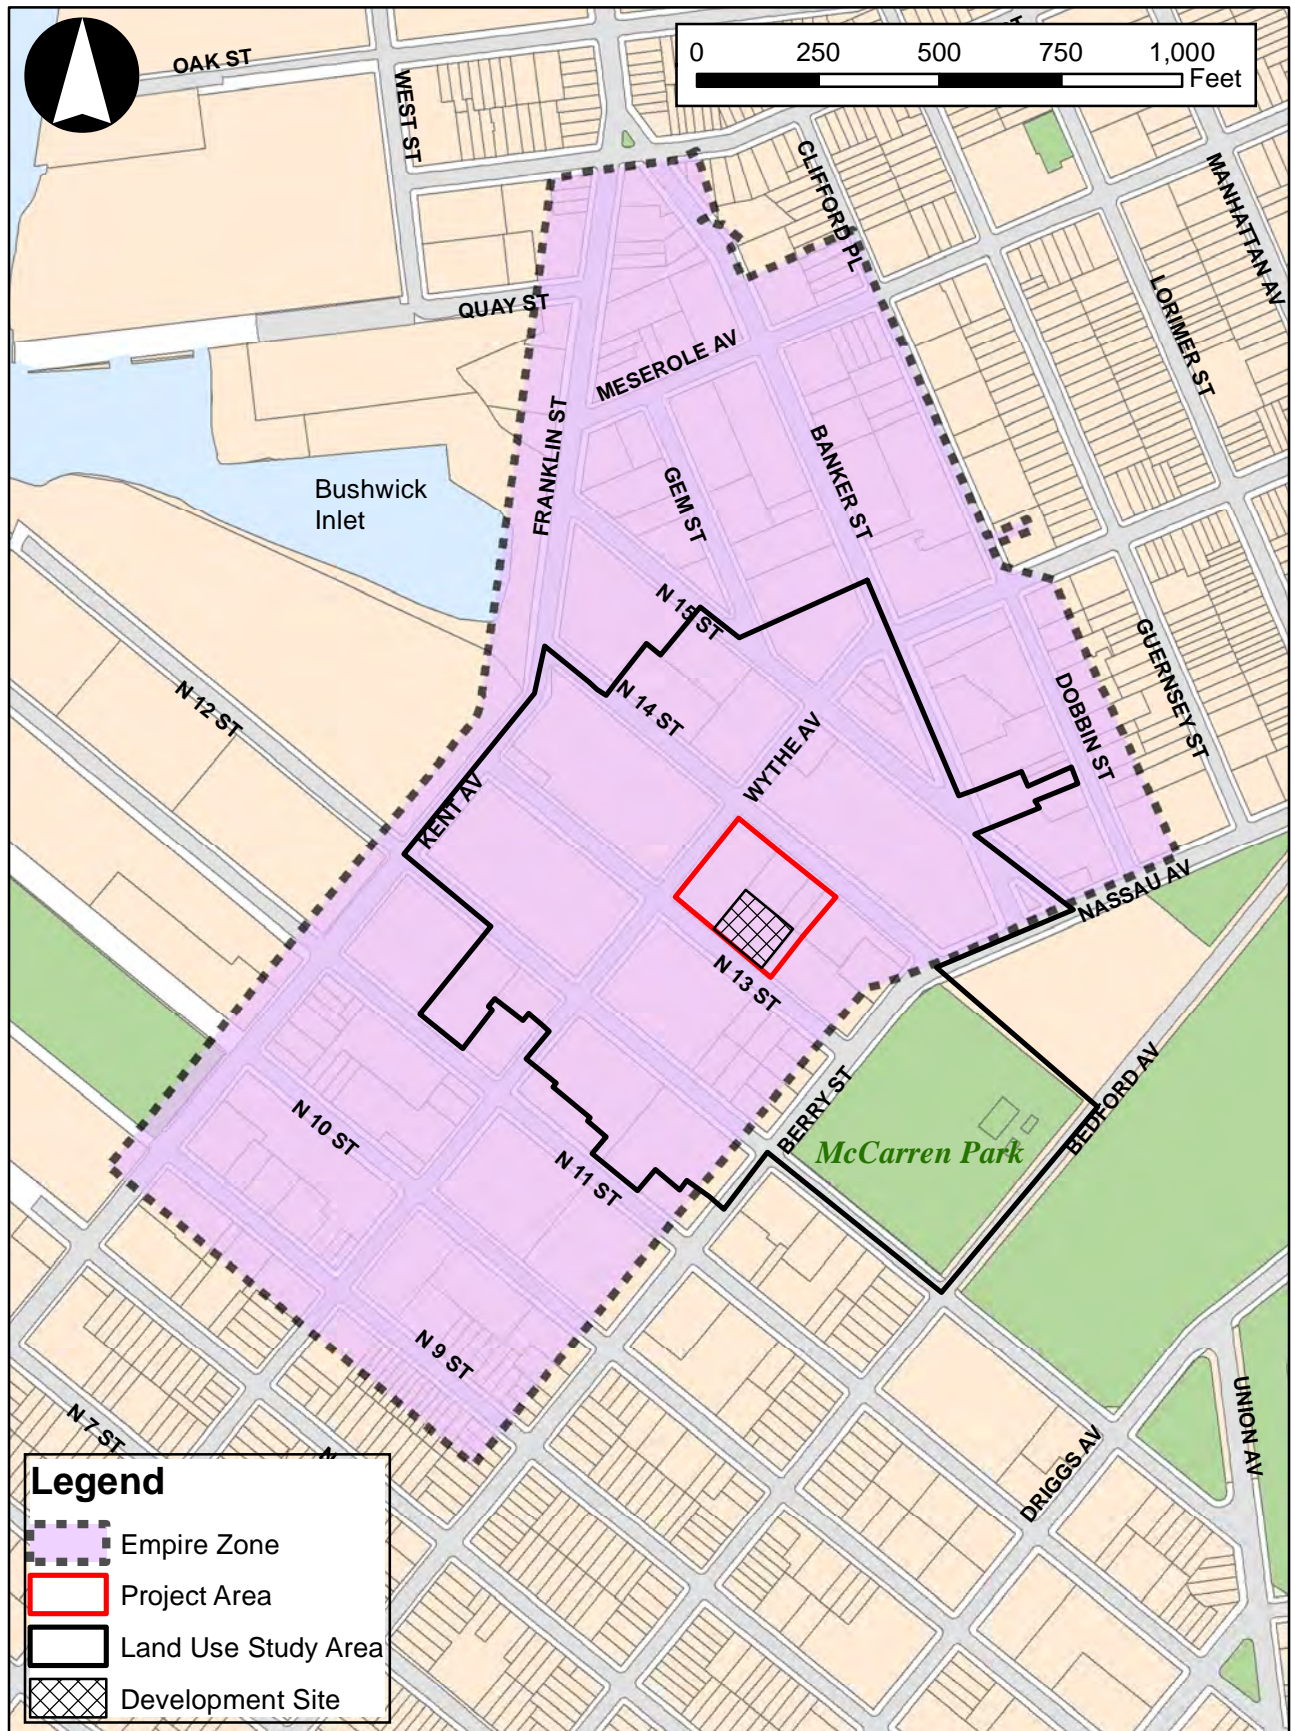 0 250 500 750 1,000
Feet
OAK ST
WEST ST
CLIFFORD PL
MANHATTAN AV
LORIMER ST
QUAY ST
MESEROLE AV
FRANKLIN ST
BANKER ST
GEM ST
Bushwick
Inlet
N 15 ST
GUERNSEY ST
DOBBIN ST
N 12 ST
N 14 ST
WYTHE AV
KENT AV
NASSAU AV
N 13 ST
BEDFORD AV
BERRY ST
McCarren Park
N 10 ST
N 11 ST
N 9 ST
UNION AV
DRIGGS AV
N 7 ST
Legend
Empire Zone
Project Area
Land Use Study Area
Development Site